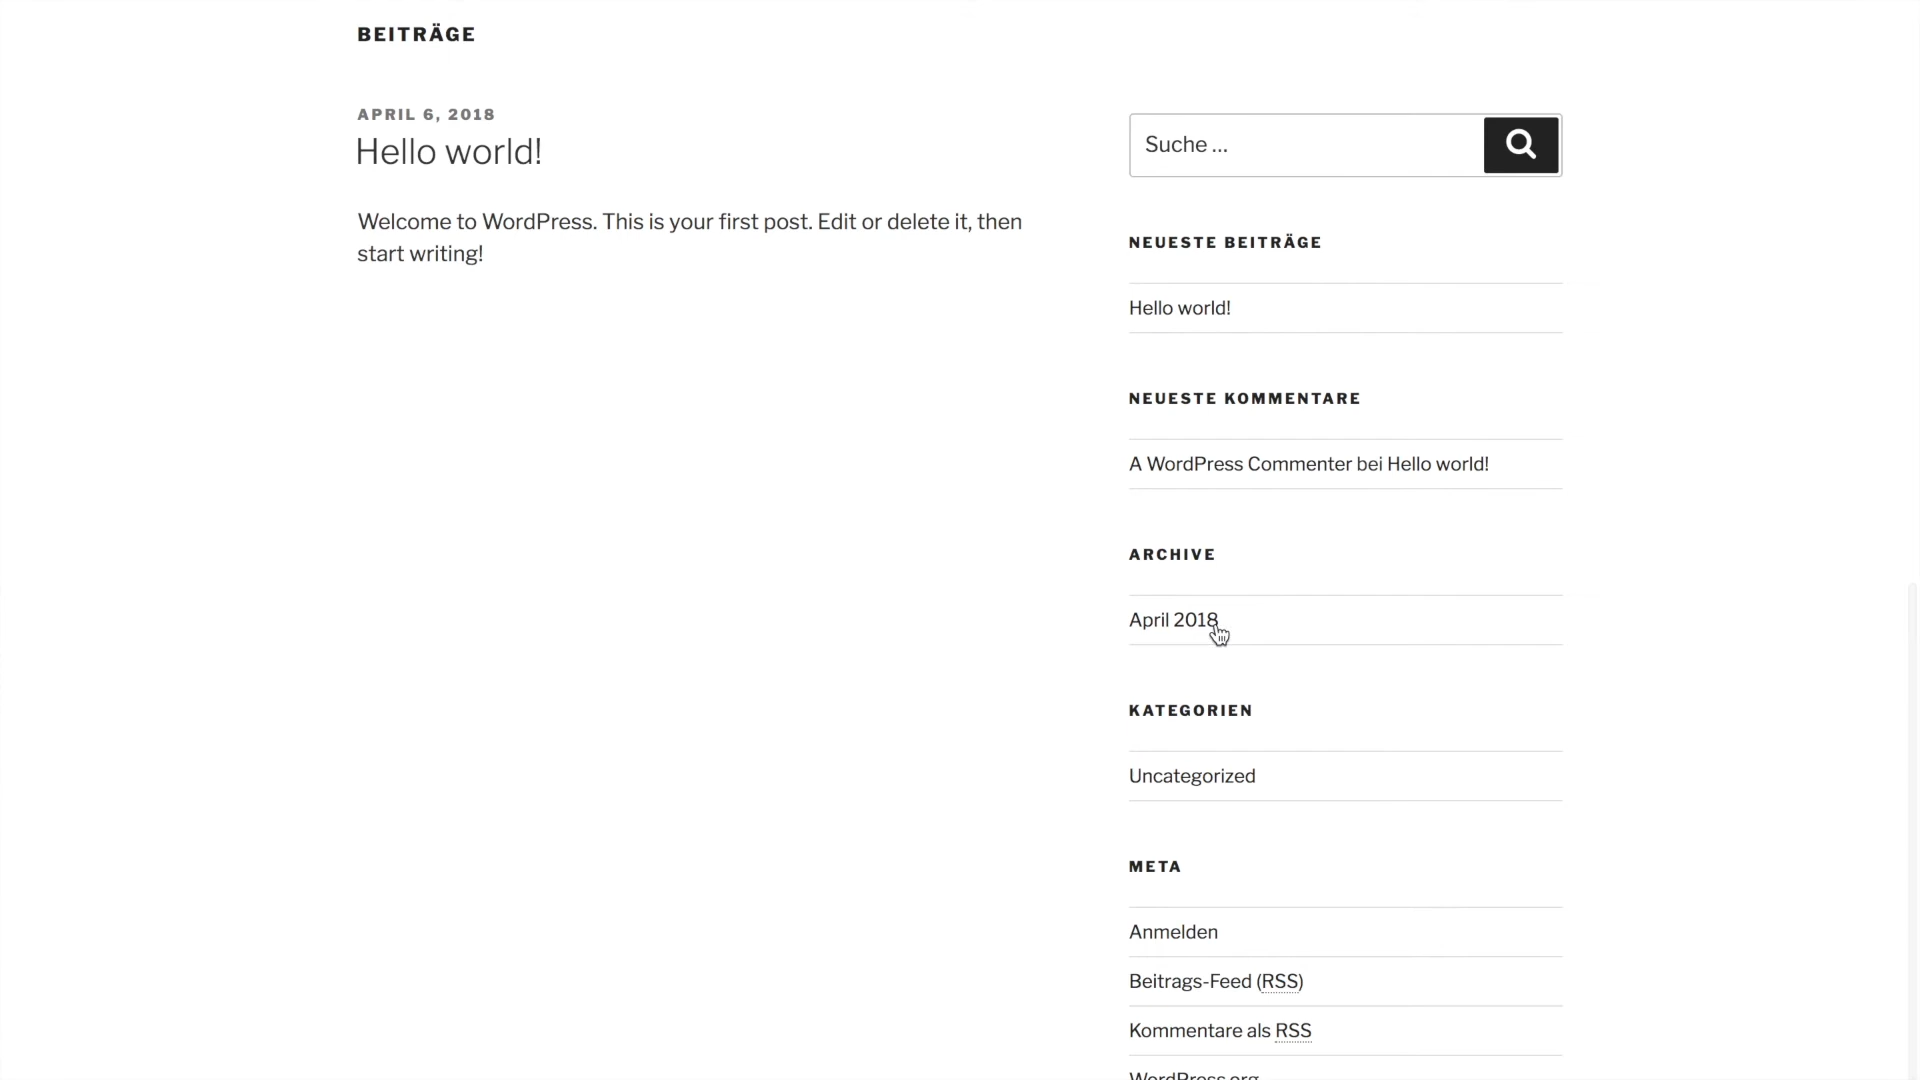 BEITRÄGE
APRIL 6, 2018
Hello world!
Welcome to WordPress. This is your first post. Edit or delete it, then
start writing!
Suche …
NEUESTE BEITRÄGE
Hello world!
NEUESTE KOMMENTARE
A WordPress Commenter bei Hello world!
ARCHIVE
April 2018
KATEGORIEN
Uncategorized
META
Anmelden
Beitrags-Feed (RSS)
Kommentare als RSS
WordPress.org